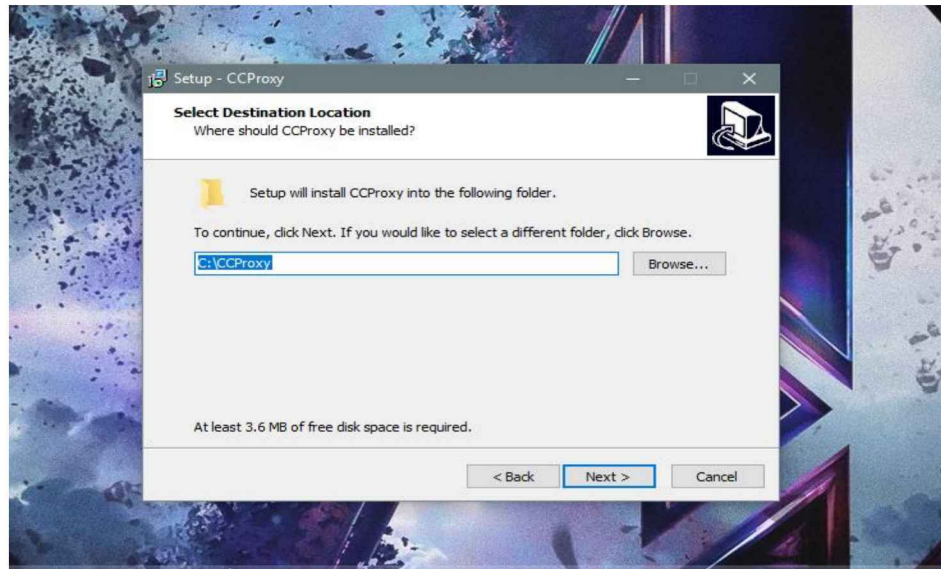 Setup - CCProxy
Select Destination Location
Where should CCProxy be installed?
Setup will install CCProxy into the following folder.
To continue, click Next. If you would like to select a different folder, click Browse.
C:\CCProxy
Browse...
At least 3.6 MB of free disk space is required.
< Back
Next >
Cancel